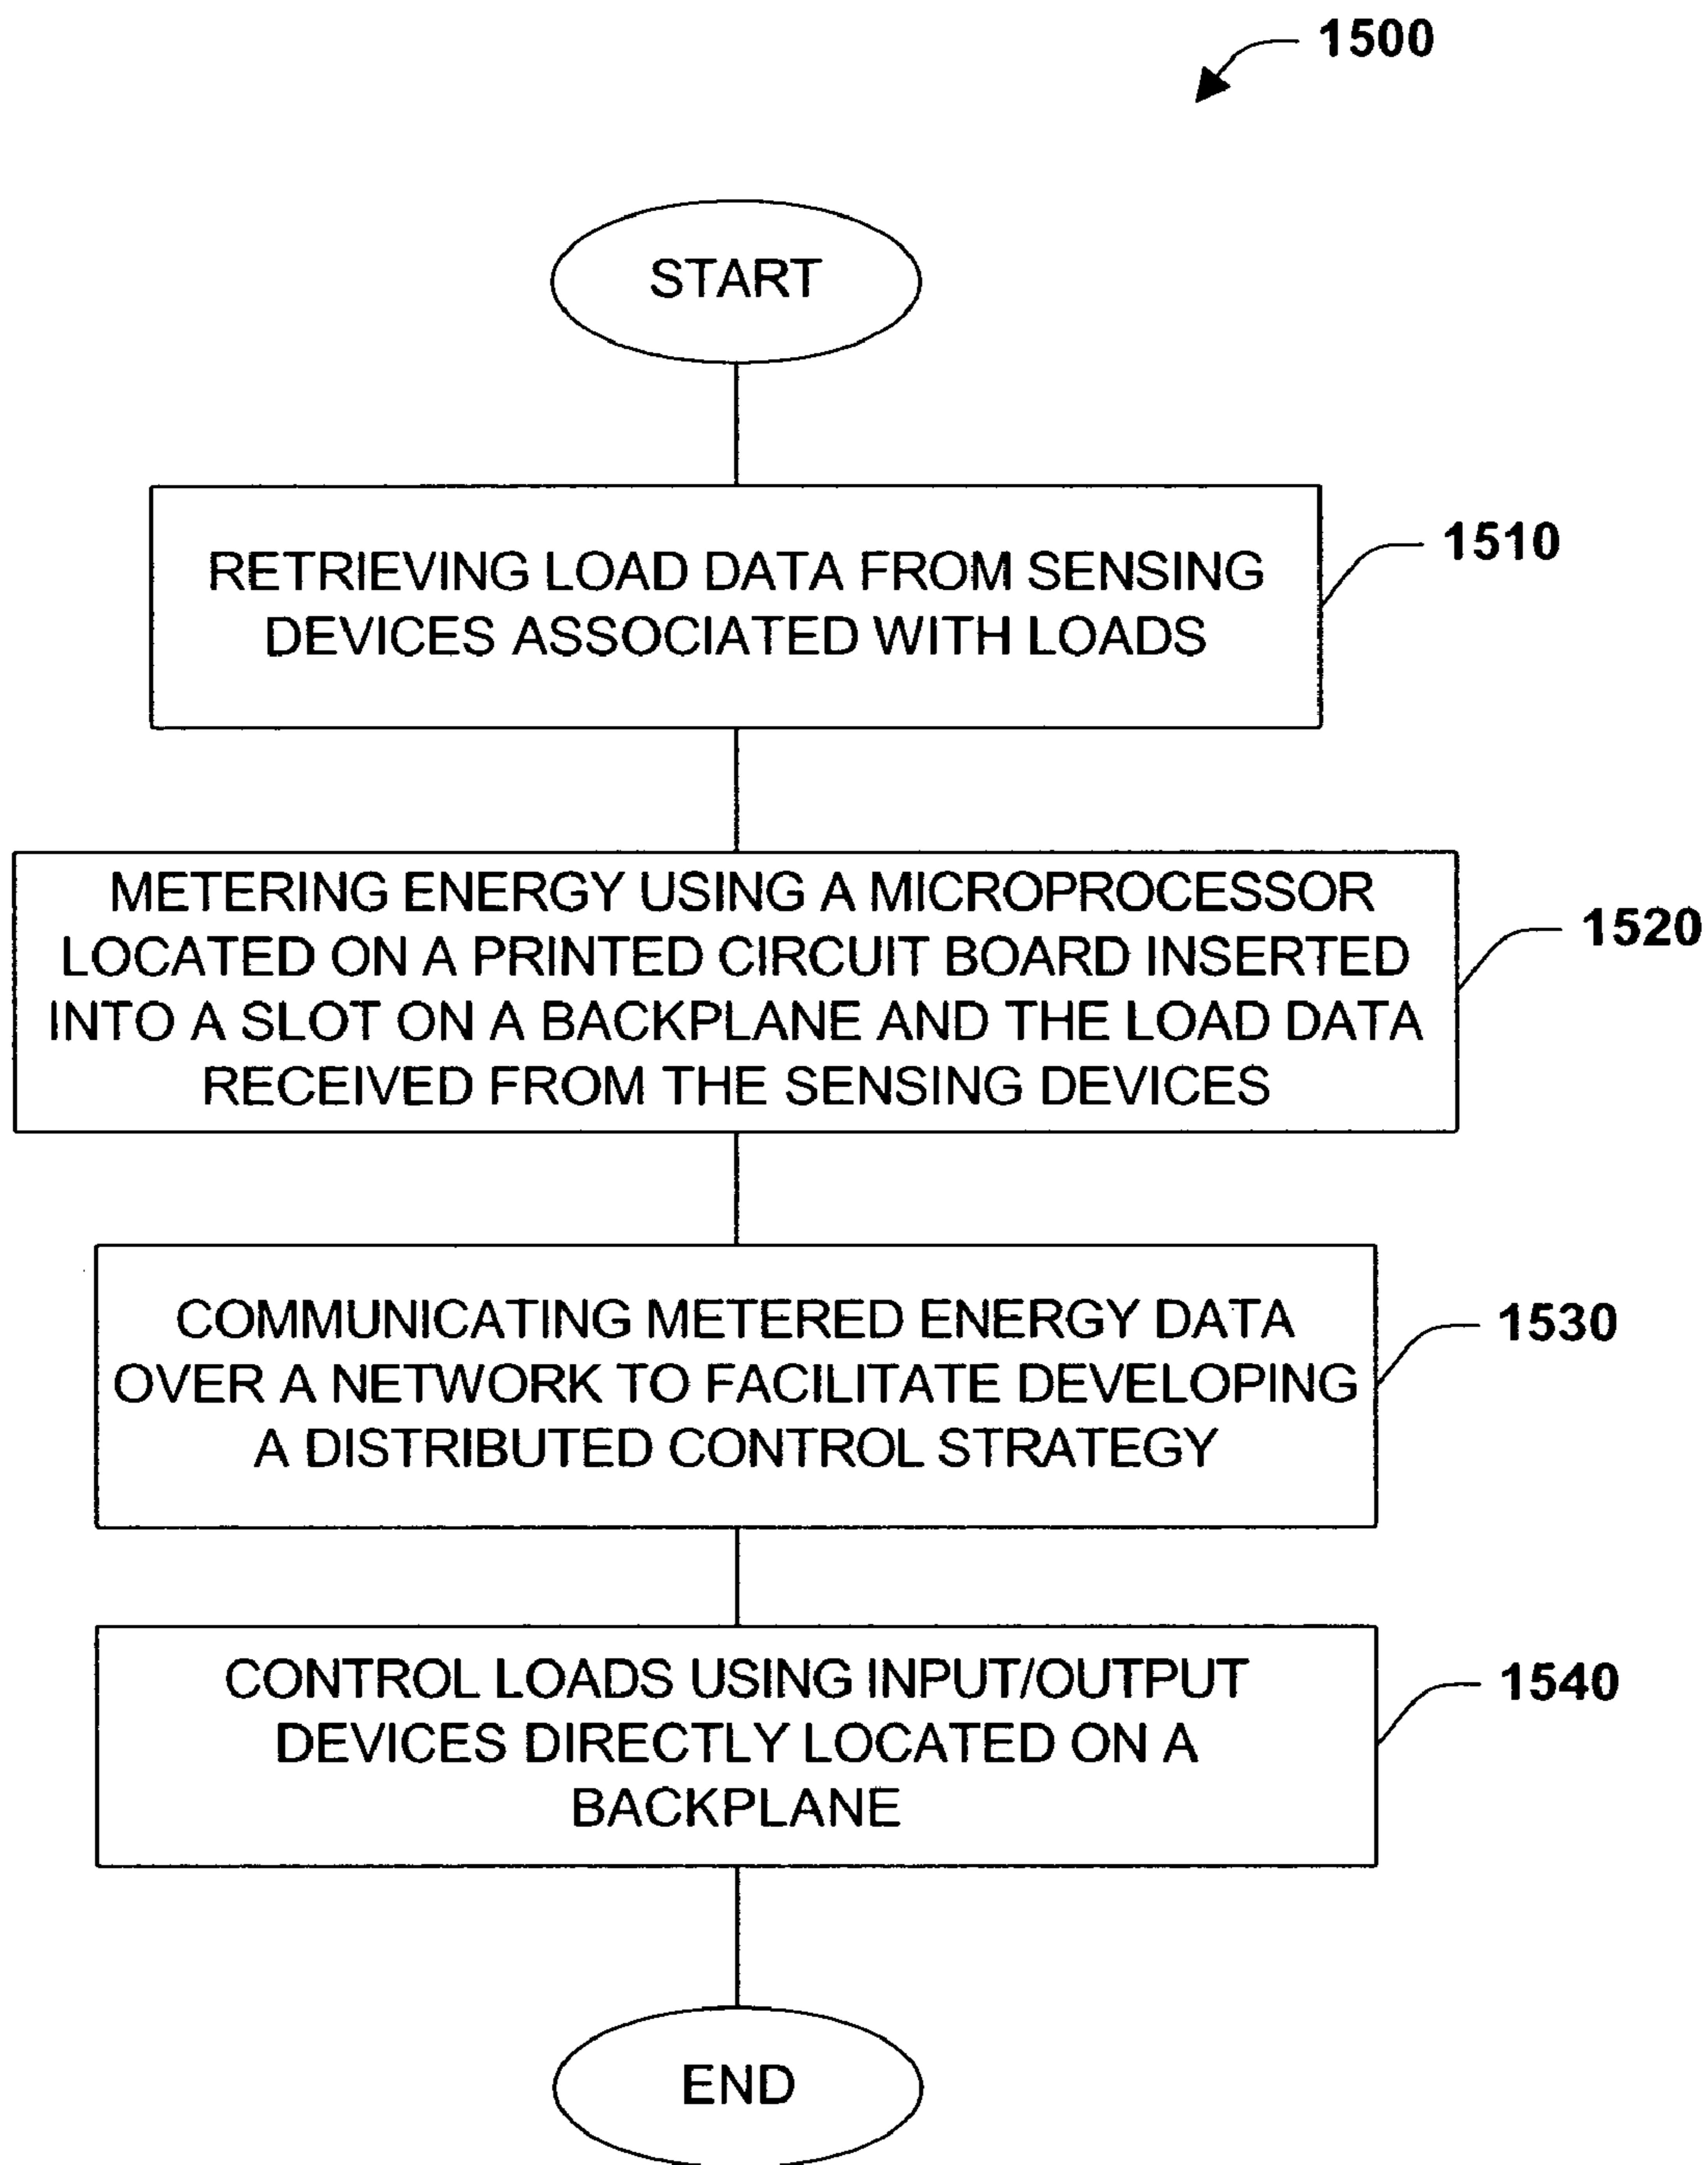 1500
START
RETRIEVING LOAD DATA FROM SENSING
DEVICES ASSOCIATED WITH LOADS
1510
METERING ENERGY USING A MICROPROCESSOR
LOCATED ON A PRINTED CIRCUIT BOARD INSERTED
INTO A SLOT ON A BACKPLANE AND THE LOAD DATA
RECEIVED FROM THE SENSING DEVICES
1520
COMMUNICATING METERED ENERGY DATA
OVER A NETWORK TO FACILITATE DEVELOPING
A DISTRIBUTED CONTROL STRATEGY
1530
CONTROL LOADS USING INPUT/OUTPUT
DEVICES DIRECTLY LOCATED ON A
BACKPLANE
1540
END